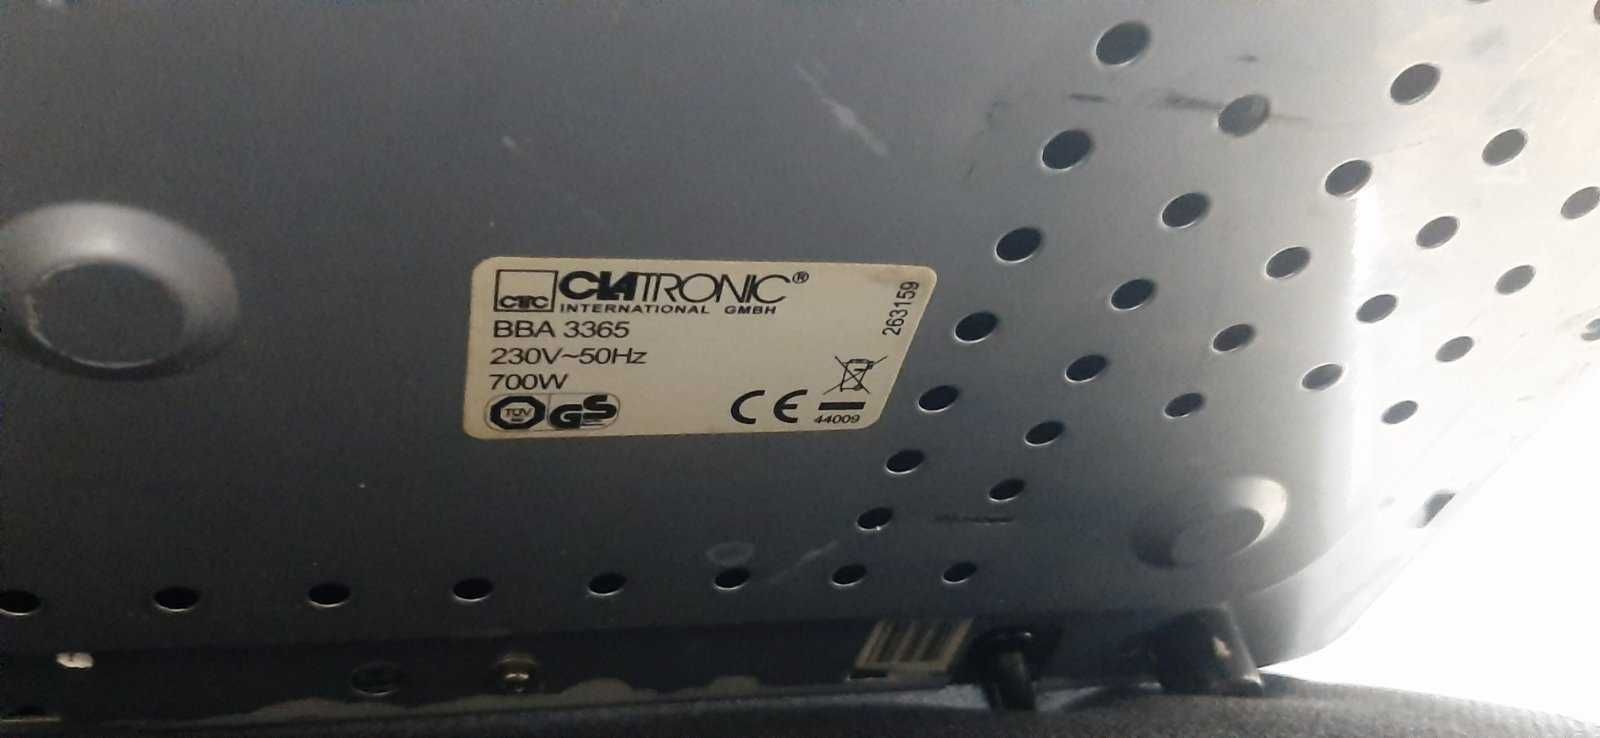 CTC CLATRONIC®
INTERNATIONAL GMBH
BBA 3365
230V~50Hz
700W
TÜV GS
CE
44009
263159